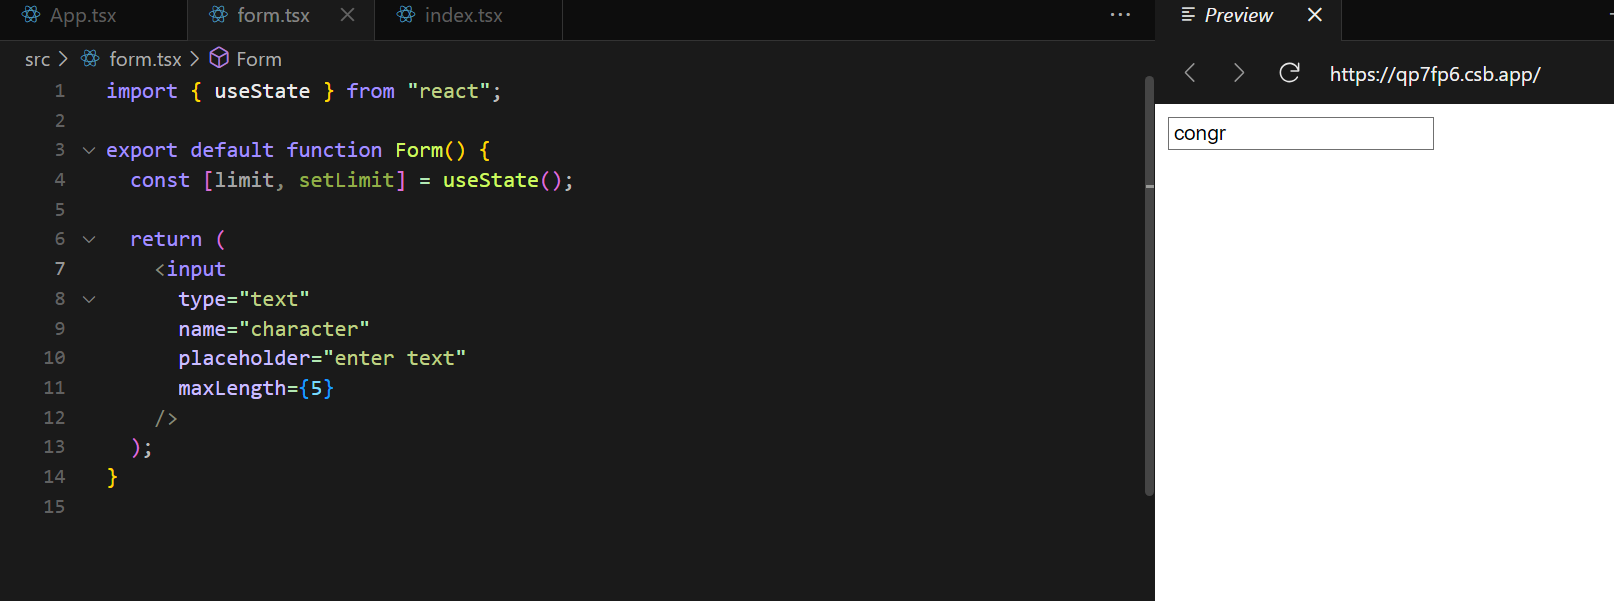 App.tsx form.tsx index.tsx ...
src > form.tsx > Form
1 import { useState } from "react";
2
3 export default function Form() {
4 const [limit, setLimit] = useState();
5
6 return (
7 <input
8 type="text"
9 name="character"
10 placeholder="enter text"
11 maxLength={5}
12 />
13 );
14 }
15
Preview
https://qp7fp6.csb.app/
congr